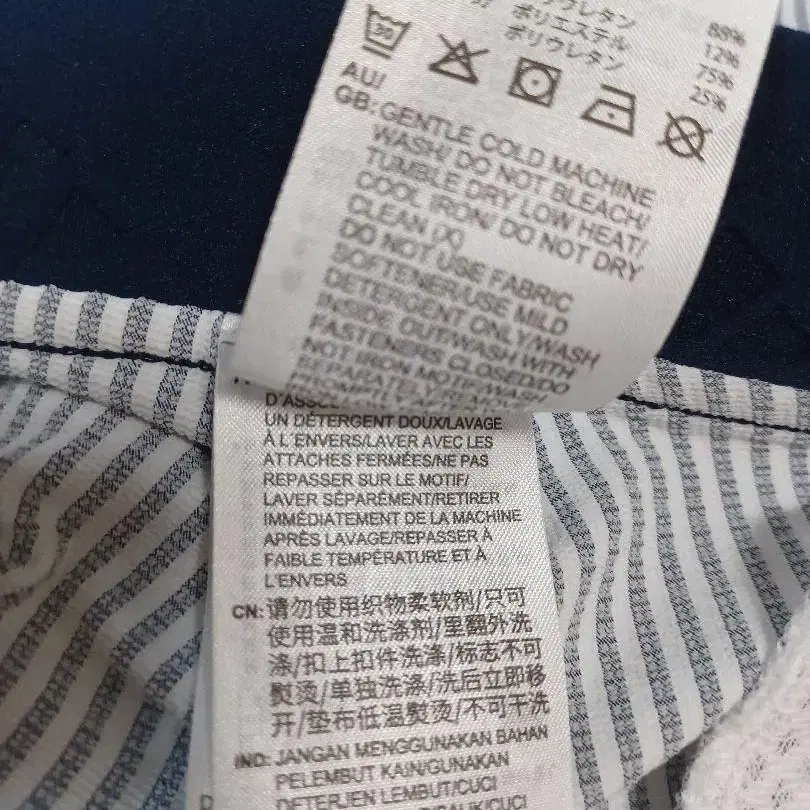 ポリウレタン 88%
ポリエステル 12%
ポリウレタン 75%
25%
30
AU/
GB: GENTLE COLD MACHINE
WASH/ DO NOT BLEACH/
TUMBLE DRY LOW HEAT/
COOL IRON/ DO NOT DRY
CLEAN (X)
DO NOT USE FABRIC
SOFTENER/USE MILD
DETERGENT ONLY/WASH
INSIDE OUT/WASH WITH
FASTENERS CLOSED/DO
NOT IRON MOTIF/WASH
UN DÉTERGENT DOUX/LAVAGE
À L'ENVERS/LAVER AVEC LES
ATTACHES FERMÉES/NE PAS
REPASSER SUR LE MOTIF/
LAVER SÉPARÉMENT/RETIRER
IMMÉDIATEMENT DE LA MACHINE
APRÈS LAVAGE/REPASSER À
FAIBLE TEMPÉRATURE ET À
L'ENVERS
CN: 请勿使用织物柔软剂/只可
使用温和洗涤剂/里翻外洗
涤/扣上扣件洗涤/标志不可
熨烫/单独洗涤/洗后立即移
开/垫布低温熨烫/不可干洗
IND: JANGAN MENGGUNAKAN BAHAN
PELEMBUT KAIN/GUNAKAN
DETERJEN LEMBUT/CUCI